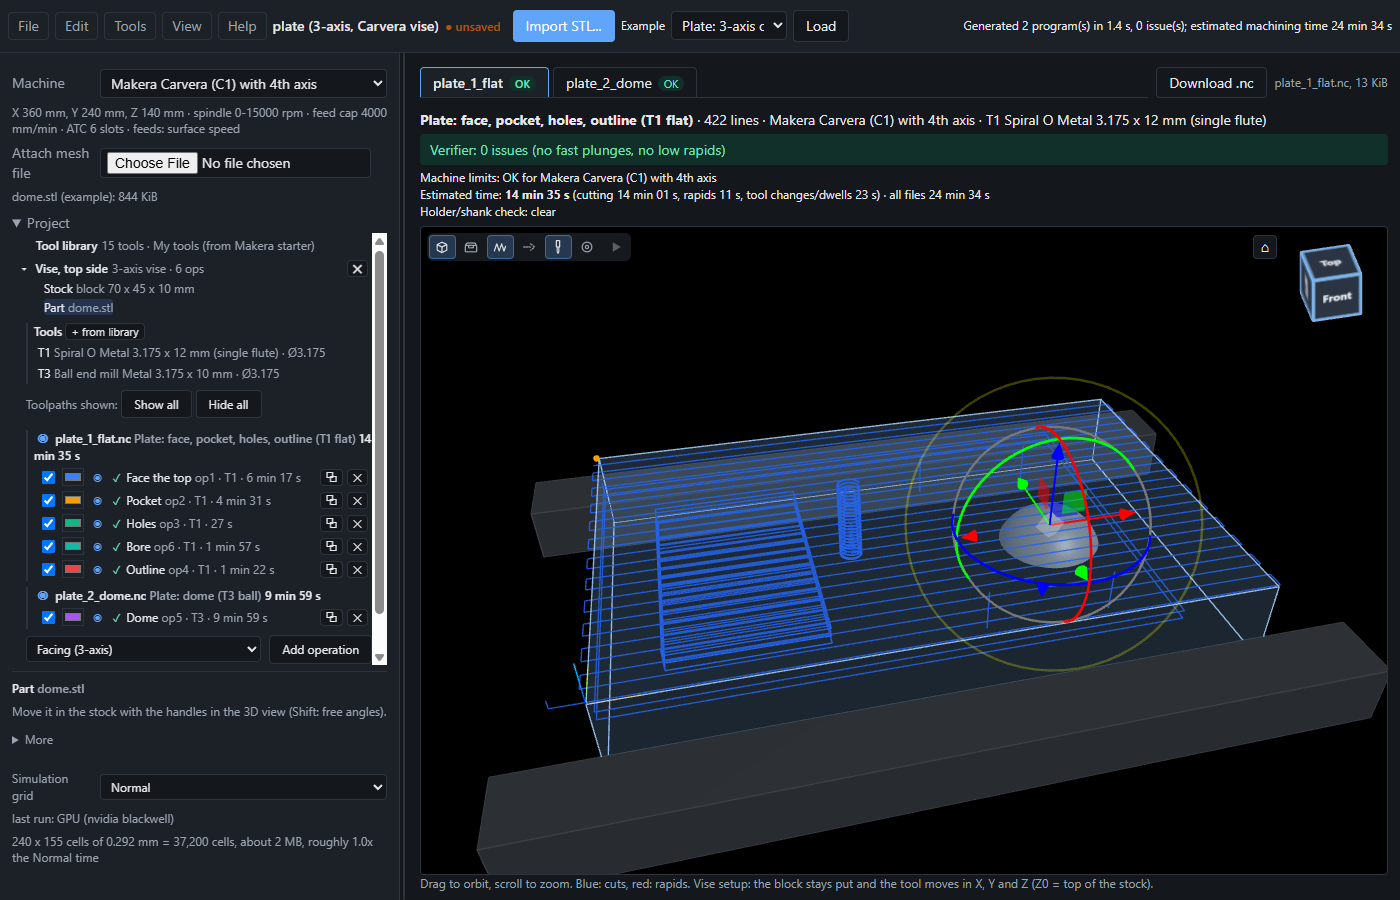 File Edit Tools View Help plate (3-axis, Carvera vise) • unsaved Import STL... Example Plate: 3-axis c Load Generated 2 program(s) in 1.4 s, 0 issue(s); estimated machining time 24 min 34 s
Machine Makera Carvera (C1) with 4th axis
X 360 mm, Y 240 mm, Z 140 mm · spindle 0-15000 rpm · feed cap 4000
mm/min · ATC 6 slots · feeds: surface speed
Attach mesh
file
Choose File No file chosen
dome.stl (example): 844 KiB
Project
Tool library 15 tools · My tools (from Makera starter)
Vise, top side 3-axis vise · 6 ops
Stock block 70 x 45 x 10 mm
Part dome.stl
Tools + from library
T1 Spiral O Metal 3.175 x 12 mm (single flute) · Ø3.175
T3 Ball end mill Metal 3.175 x 10 mm · Ø3.175
Toolpaths shown: Show all Hide all
plate_1_flat.nc Plate: face, pocket, holes, outline (T1 flat) 14
min 35 s
✓ Face the top op1 · T1 · 6 min 17 s
✓ Pocket op2 · T1 · 4 min 31 s
✓ Holes op3 · T1 · 27 s
✓ Bore op6 · T1 · 1 min 57 s
✓ Outline op4 · T1 · 1 min 22 s
plate_2_dome.nc Plate: dome (T3 ball) 9 min 59 s
✓ Dome op5 · T3 · 9 min 59 s
Facing (3-axis) Add operation
Part dome.stl
Move it in the stock with the handles in the 3D view (Shift: free angles).
More
Simulation
grid
Normal
last run: GPU (nvidia blackwell)
240 x 155 cells of 0.292 mm = 37,200 cells, about 2 MB, roughly 1.0x
the Normal time
plate_1_flat OK plate_2_dome OK Download .nc plate_1_flat.nc, 13 KiB
Plate: face, pocket, holes, outline (T1 flat) · 422 lines · Makera Carvera (C1) with 4th axis · T1 Spiral O Metal 3.175 x 12 mm (single flute)
Verifier: 0 issues (no fast plunges, no low rapids)
Machine limits: OK for Makera Carvera (C1) with 4th axis
Estimated time: 14 min 35 s (cutting 14 min 01 s, rapids 11 s, tool changes/dwells 23 s) · all files 24 min 34 s
Holder/shank check: clear
Top
Front
Drag to orbit, scroll to zoom. Blue: cuts, red: rapids. Vise setup: the block stays put and the tool moves in X, Y and Z (Z0 = top of the stock).